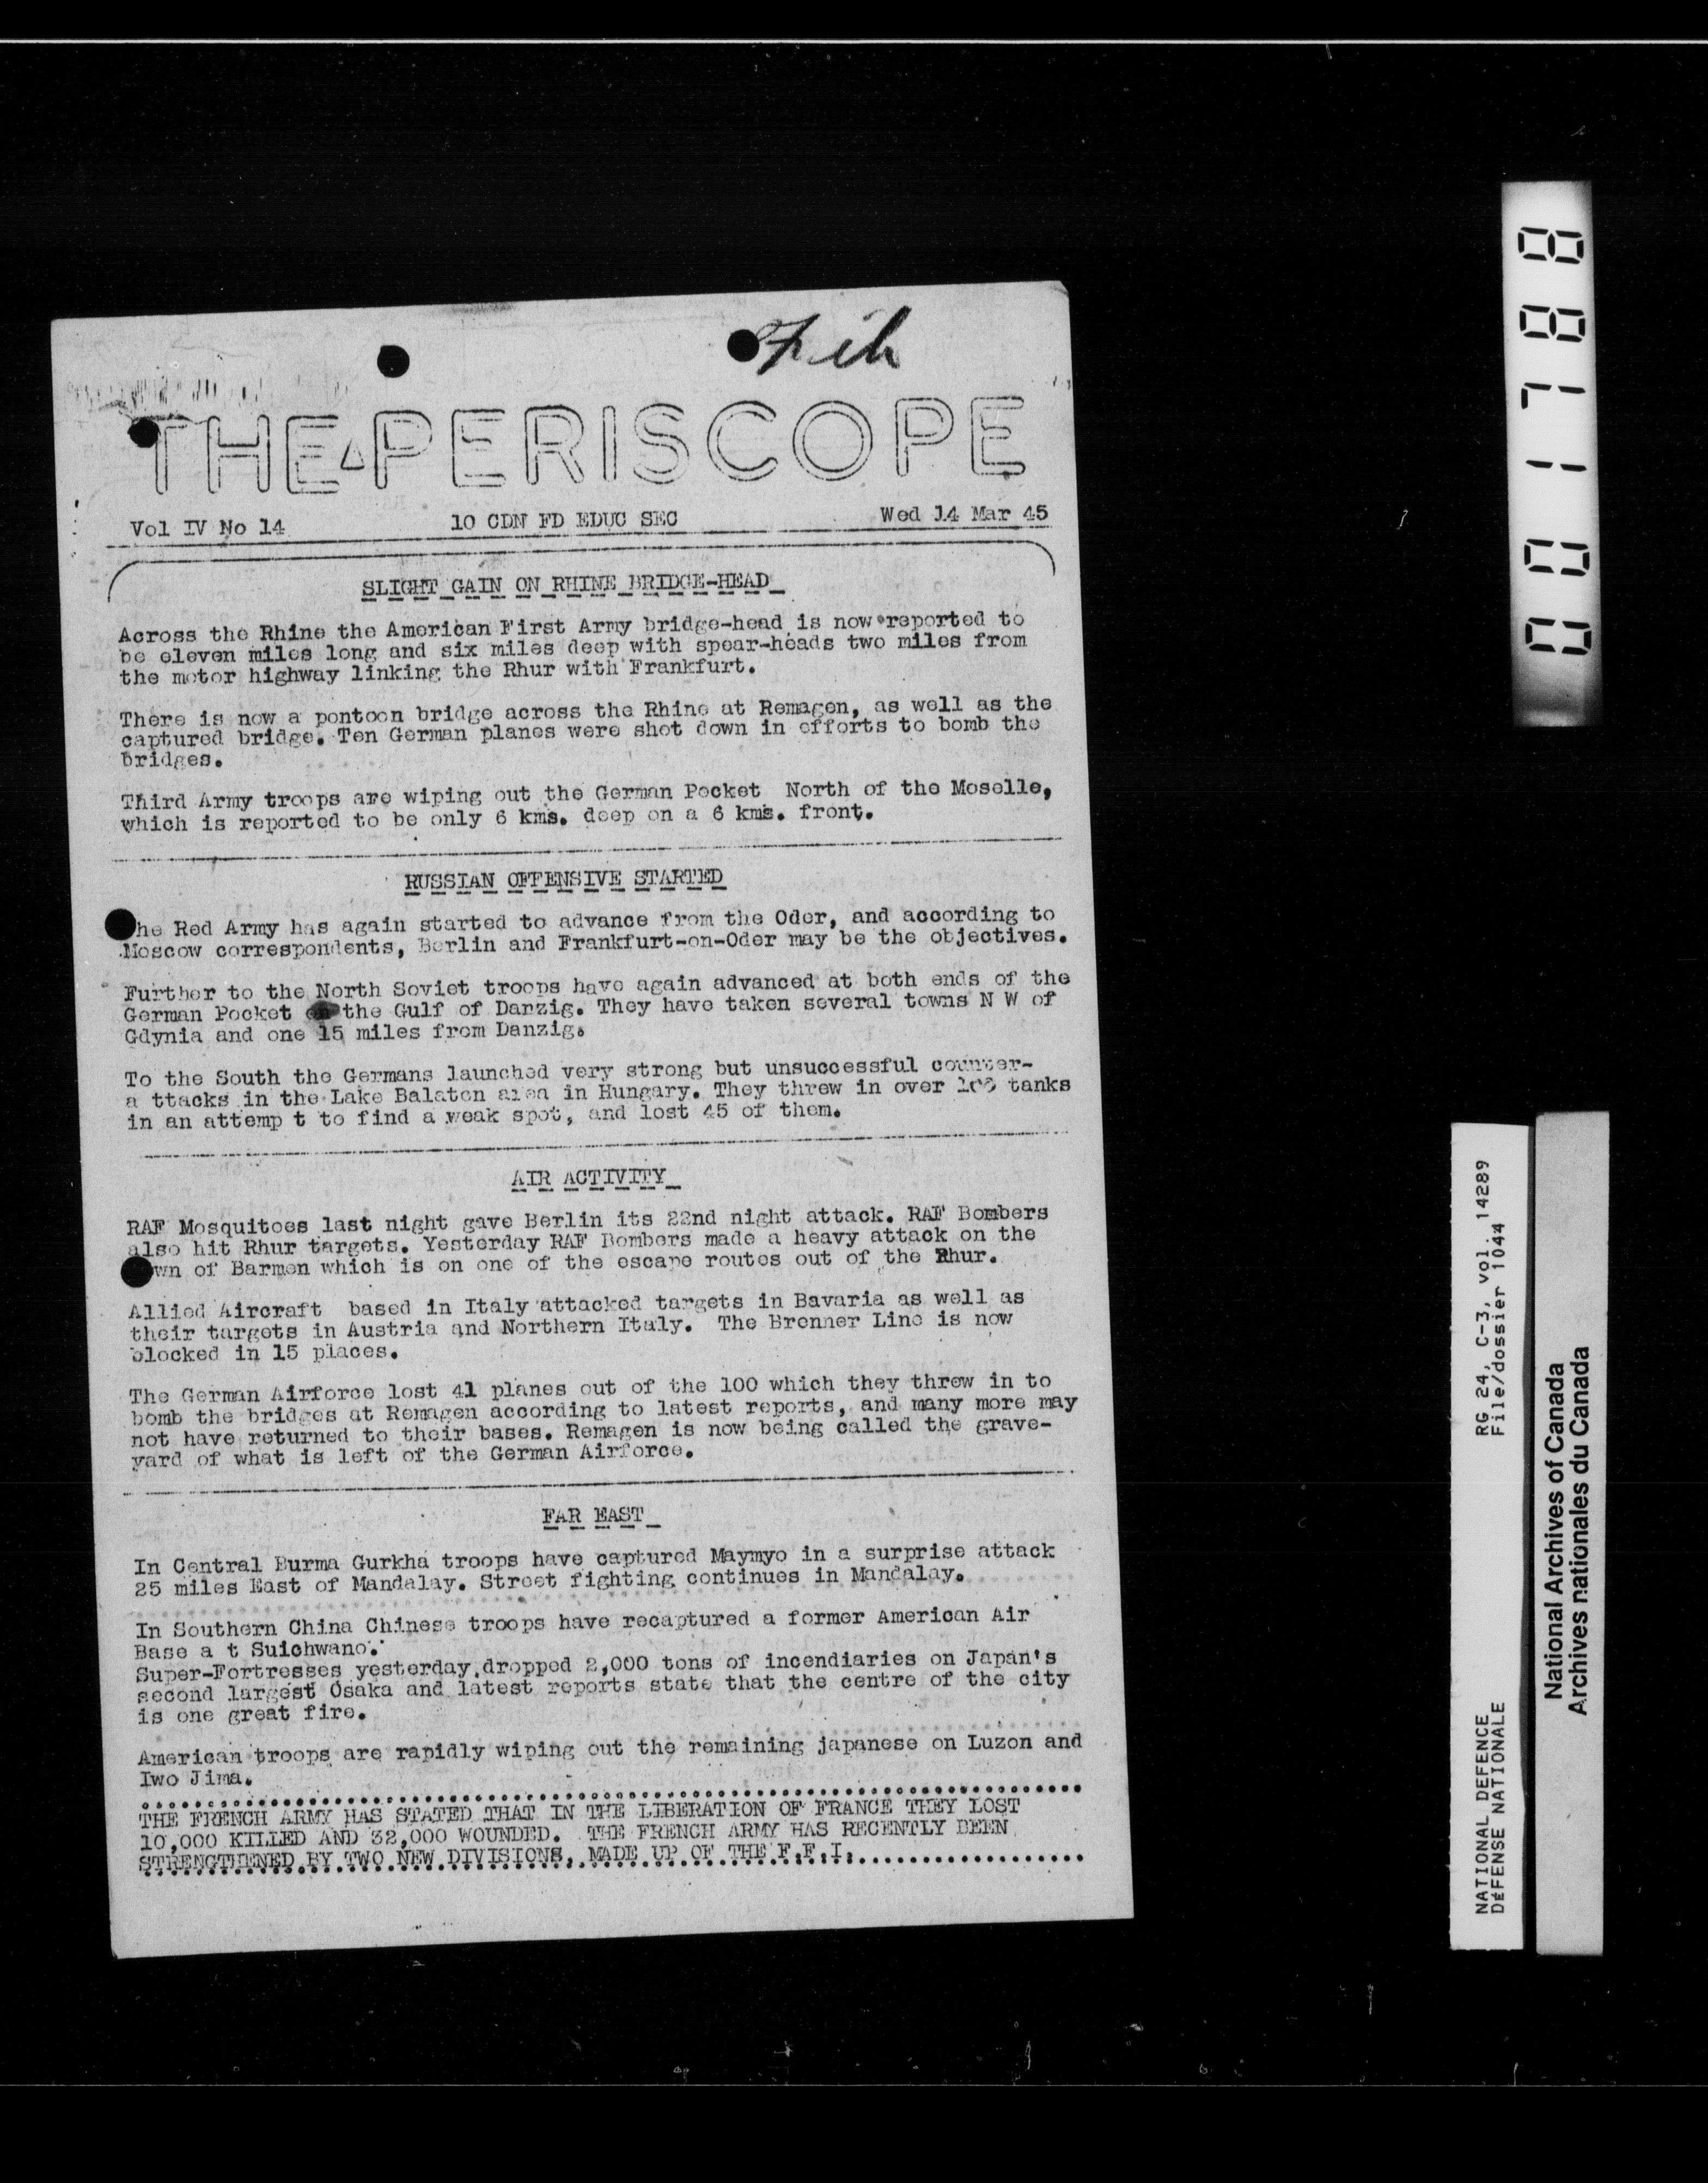 THE PERISCOPE
Vol IV No 14 10 CDN FD EDUC SEC Wed 14 Mar 45
SLIGHT GAIN ON RHINE BRIDGE-HEAD
Across the Rhine the American First Army bridge-head is now reported to
be eleven miles long and six miles deep with spear-heads two miles from
the motor highway linking the Rhur with Frankfurt.
There is now a pontoon bridge across the Rhine at Remagen, as well as the
captured bridge. Ten German planes were shot down in efforts to bomb the
bridges.
Third Army troops are wiping out the German Pocket North of the Moselle,
which is reported to be only 6 kms. deep on a 6 kms. front.
RUSSIAN OFFENSIVE STARTED
he Red Army has again started to advance from the Oder, and according to
Moscow correspondents, Berlin and Frankfurt-on-Oder may be the objectives.
Further to the North Soviet troops have again advanced at both ends of the
German Pocket the Gulf of Danzig. They have taken several towns N W of
Gdynia and one 15 miles from Danzig.
To the South the Germans launched very strong but unsuccessful counter-
a ttacks in the Lake Balaton area in Hungary. They threw in over tanks
in an attemp t to find a weak spot, and lost 45 of them.
AIR ACTIVITY
RAF Mosquitoes last night gave Berlin its 22nd night attack. RAF Bombers
also hit Rhur targets. Yesterday RAF Bombers made a heavy attack on the
wn of Barmen which is on one of the escape routes out of the Rhur.
Allied Aircraft based in Italy attacked targets in Bavaria as well as
their targets in Austria and Northern Italy. The Brenner Line is now
blocked in 15 places.
The German Airforce lost 41 planes out of the 100 which they threw in to
bomb the bridges at Remagen according to latest reports, and many more may
not have returned to their bases. Remagen is now being called the grave-
yard of what is left of the German Airforce.
FAR EAST
In Central Burma Gurkha troops have captured Maymyo in a surprise attack
25 miles East of Mandalay. Street fighting continues in Mandalay.
In Southern China Chinese troops have recaptured a former American Air
Base a t Suichwano.
Super-Fortresses yesterday dropped 2,000 tons of incendiaries on Japan's
second largest Osaka and latest reports state that the centre of the city
is one great fire.
American troops are rapidly wiping out the remaining japanese on Luzon and
Iwo Jima.
THE FRENCH ARMY HAS STATED THAT IN THE LIBERATION OF FRANCE THEY LOST
10,000 KILLED AND 32,000 WOUNDED. THE FRENCH ARMY HAS RECENTLY BEEN
STRENGTHENED BY TWO NEW DIVISIONS, MADE UP OF THE F.F.I.
001788
NATIONAL DEFENCE RG 24, C-3, vol. 14289
DÉFENSE NATIONALE File/dossier 1044
National Archives of Canada
Archives nationales du Canada